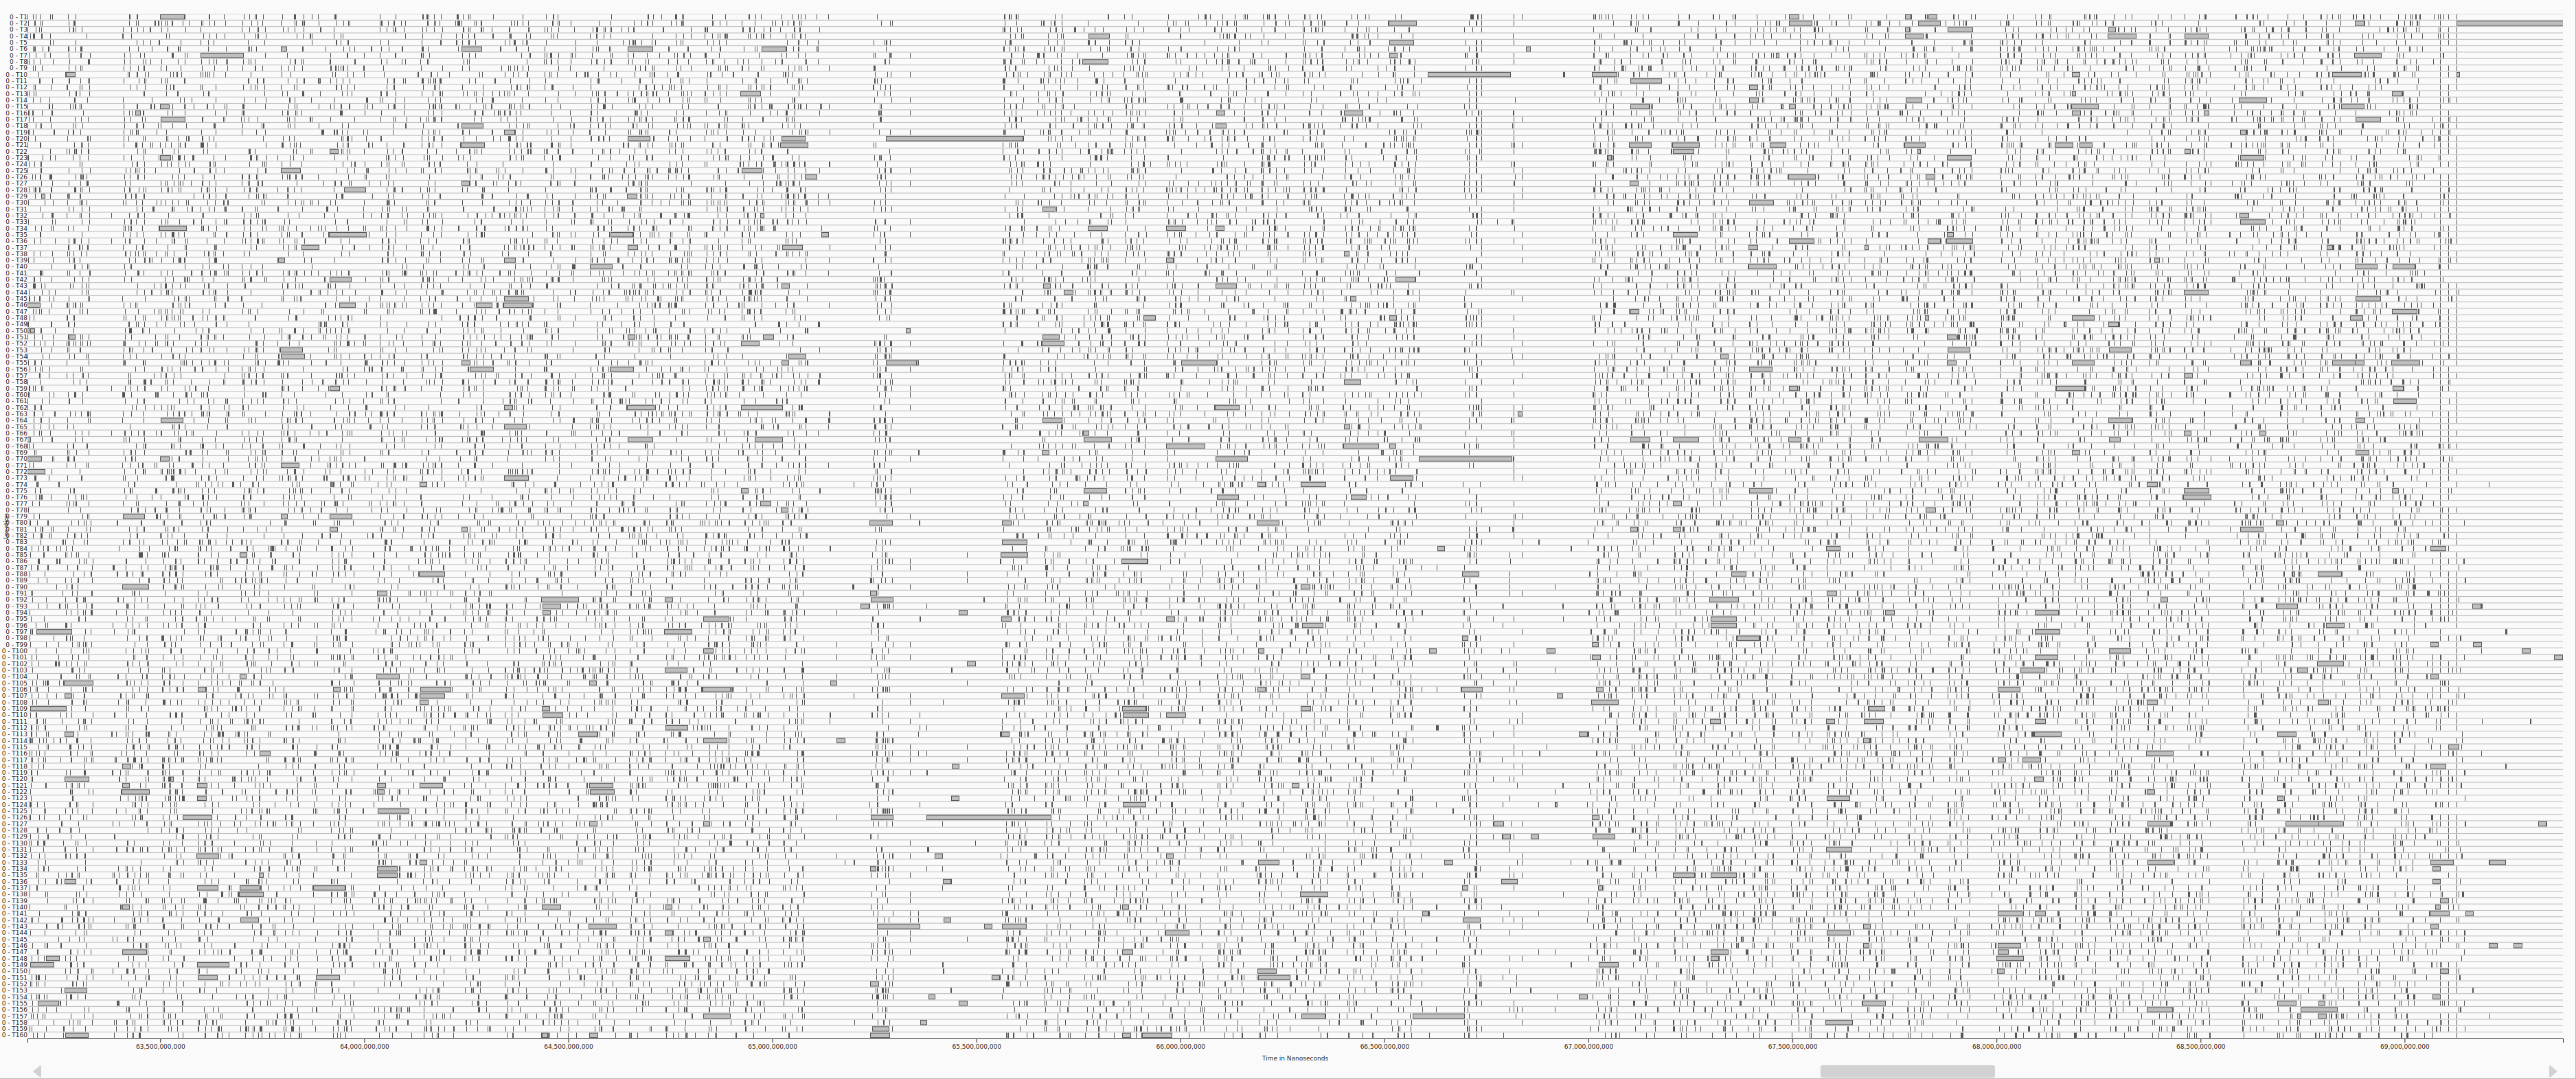 0 - T1
0 - T2
0 - T3
0 - T4
0 - T5
0 - T6
0 - T7
0 - T8
0 - T9
0 - T10
0 - T11
0 - T12
0 - T13
0 - T14
0 - T15
0 - T16
0 - T17
0 - T18
0 - T19
0 - T20
0 - T21
0 - T22
0 - T23
0 - T24
0 - T25
0 - T26
0 - T27
0 - T28
0 - T29
0 - T30
0 - T31
0 - T32
0 - T33
0 - T34
0 - T35
0 - T36
0 - T37
0 - T38
0 - T39
0 - T40
0 - T41
0 - T42
0 - T43
0 - T44
0 - T45
0 - T46
0 - T47
0 - T48
0 - T49
0 - T50
0 - T51
0 - T52
0 - T53
0 - T54
0 - T55
0 - T56
0 - T57
0 - T58
0 - T59
0 - T60
0 - T61
0 - T62
0 - T63
0 - T64
0 - T65
0 - T66
0 - T67
0 - T68
0 - T69
0 - T70
0 - T71
0 - T72
0 - T73
0 - T74
0 - T75
0 - T76
0 - T77
0 - T78
0 - T79
0 - T80
0 - T81
0 - T82
0 - T83
0 - T84
0 - T85
0 - T86
0 - T87
0 - T88
0 - T89
0 - T90
0 - T91
0 - T92
0 - T93
0 - T94
0 - T95
0 - T96
0 - T97
0 - T98
0 - T99
0 - T100
0 - T101
0 - T102
0 - T103
0 - T104
0 - T105
0 - T106
0 - T107
0 - T108
0 - T109
0 - T110
0 - T111
0 - T112
0 - T113
0 - T114
0 - T115
0 - T116
0 - T117
0 - T118
0 - T119
0 - T120
0 - T121
0 - T122
0 - T123
0 - T124
0 - T125
0 - T126
0 - T127
0 - T128
0 - T129
0 - T130
0 - T131
0 - T132
0 - T133
0 - T134
0 - T135
0 - T136
0 - T137
0 - T138
0 - T139
0 - T140
0 - T141
0 - T142
0 - T143
0 - T144
0 - T145
0 - T146
0 - T147
0 - T148
0 - T149
0 - T150
0 - T151
0 - T152
0 - T153
0 - T154
0 - T155
0 - T156
0 - T157
0 - T158
0 - T159
0 - T160
63,500,000,000 64,000,000,000 64,500,000,000 65,000,000,000 65,500,000,000 66,000,000,000 66,500,000,000 67,000,000,000 67,500,000,000 68,000,000,000 68,500,000,000 69,000,000,000
Time in Nanoseconds